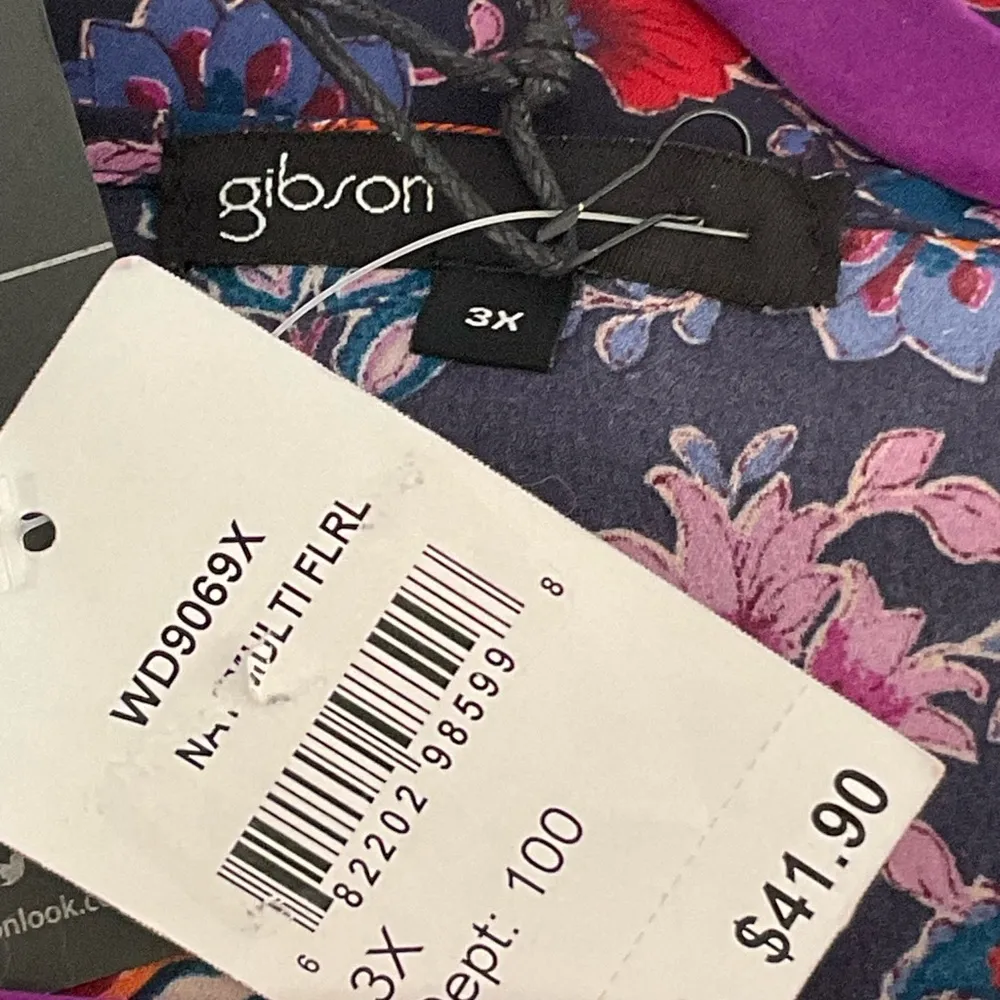 gibson
3X
WD9069X
MULTI FLRL
6 82202 98599 8
3X
Dept: 100
$41.90